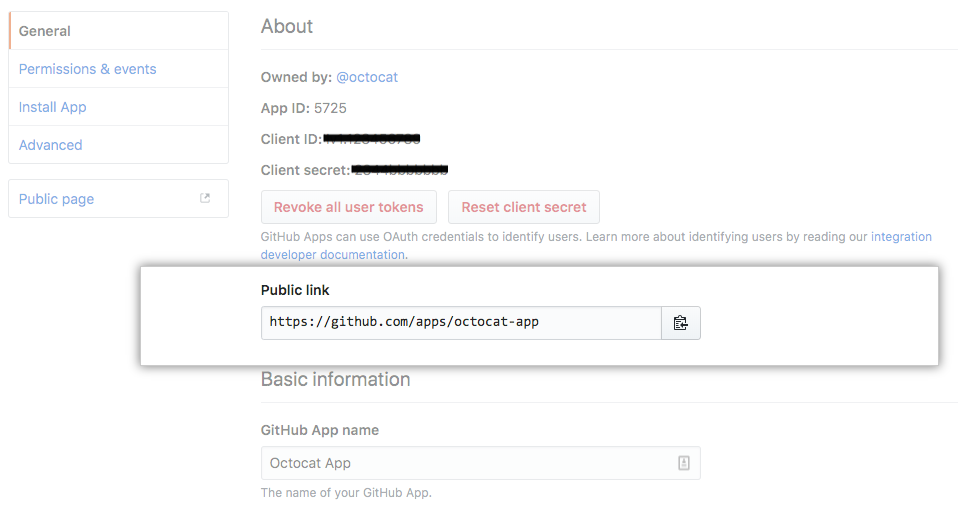 General
Permissions & events
Install App
Advanced
Public page
About
Owned by: @octocat
App ID: 5725
Client ID:
Client secret:
Revoke all user tokens
Reset client secret
GitHub Apps can use OAuth credentials to identify users. Learn more about identifying users by reading our integration
developer documentation.
Public link
https://github.com/apps/octocat-app
Basic information
GitHub App name
Octocat App
The name of your GitHub App.